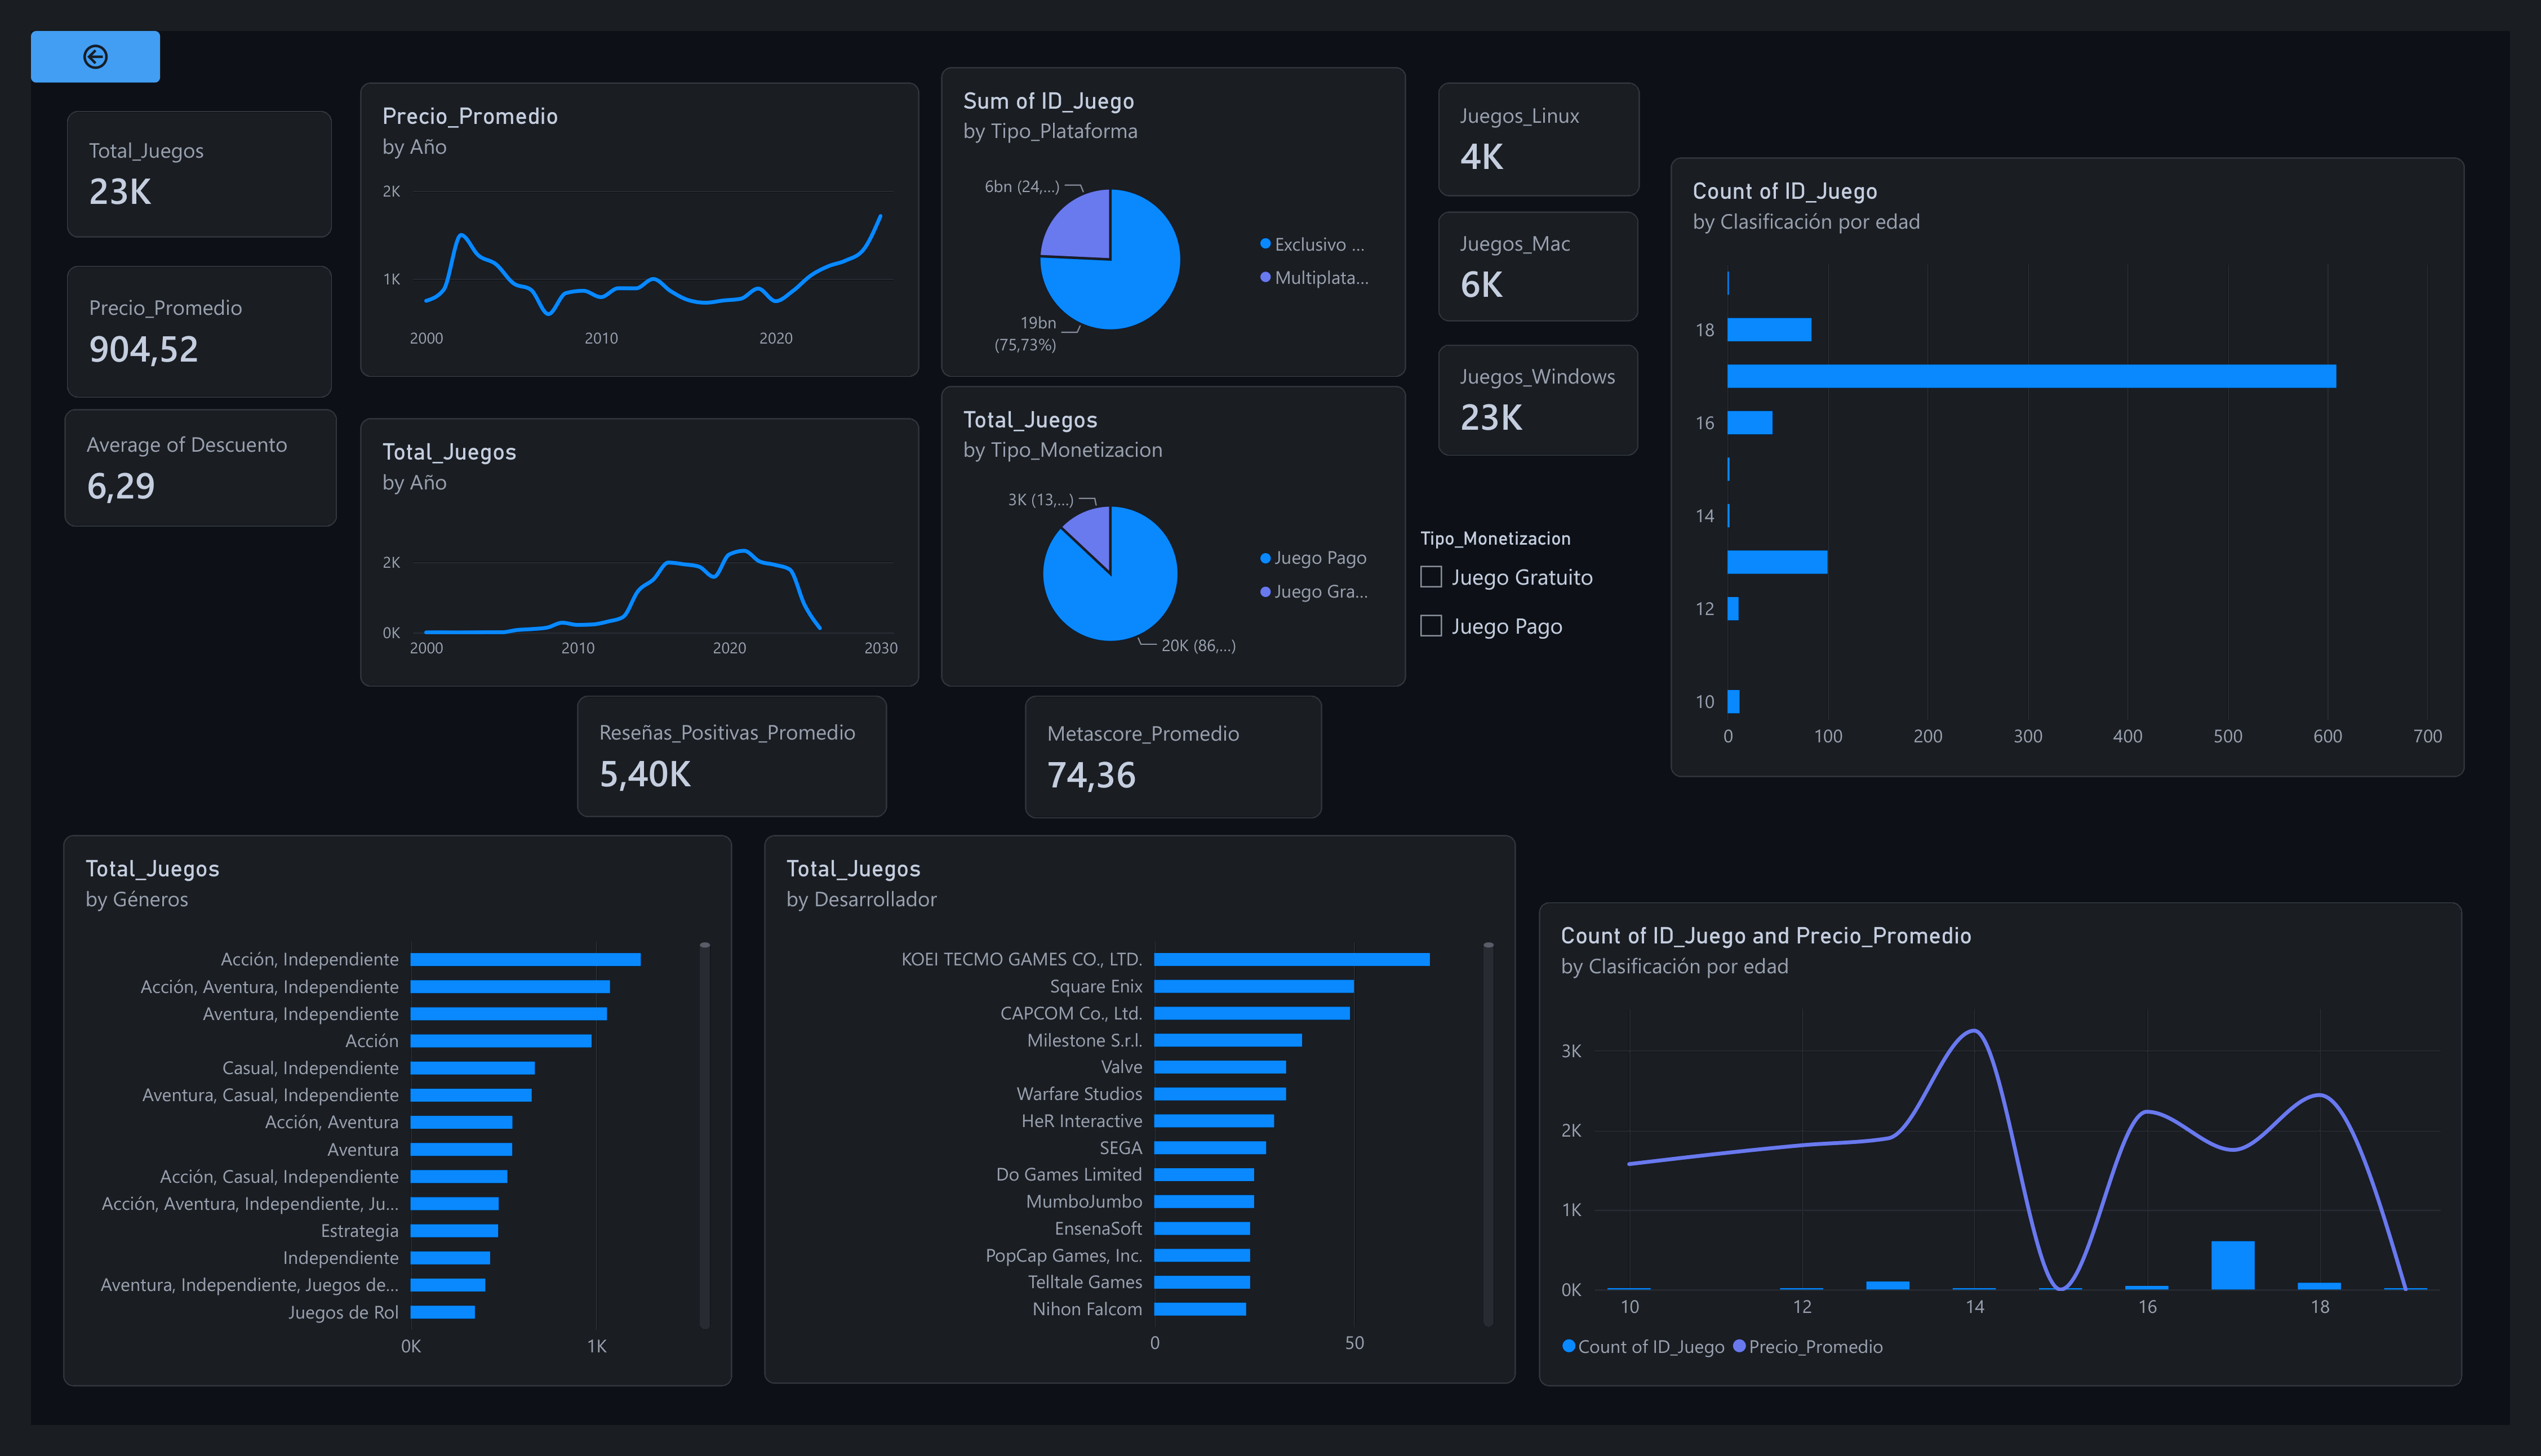 Total_Juegos
23K
Precio_Promedio
904,52
Average of Descuento
6,29
Precio_Promedio
by Año
2K
1K
2000
2010
2020
Total_Juegos
by Año
2K
0K
2000
2010
2020
2030
Sum of ID_Juego
by Tipo_Plataforma
6bn (24,...)
19bn
(75,73%)
Exclusivo ...
Multiplata...
Total_Juegos
by Tipo_Monetizacion
3K (13,...)
20K (86,...)
Juego Pago
Juego Gra...
Juegos_Linux
4K
Juegos_Mac
6K
Juegos_Windows
23K
Tipo_Monetizacion
Juego Gratuito
Juego Pago
Count of ID_Juego
by Clasificación por edad
18
16
14
12
10
0
100
200
300
400
500
600
700
Reseñas_Positivas_Promedio
5,40K
Metascore_Promedio
74,36
Total_Juegos
by Géneros
Acción, Independiente
Acción, Aventura, Independiente
Aventura, Independiente
Acción
Casual, Independiente
Aventura, Casual, Independiente
Acción, Aventura
Aventura
Acción, Casual, Independiente
Acción, Aventura, Independiente, Ju...
Estrategia
Independiente
Aventura, Independiente, Juegos de...
Juegos de Rol
0K
1K
Total_Juegos
by Desarrollador
KOEI TECMO GAMES CO., LTD.
Square Enix
CAPCOM Co., Ltd.
Milestone S.r.l.
Valve
Warfare Studios
HeR Interactive
SEGA
Do Games Limited
MumboJumbo
EnsenaSoft
PopCap Games, Inc.
Telltale Games
Nihon Falcom
0
50
Count of ID_Juego and Precio_Promedio
by Clasificación por edad
3K
2K
1K
0K
10
12
14
16
18
Count of ID_Juego
Precio_Promedio